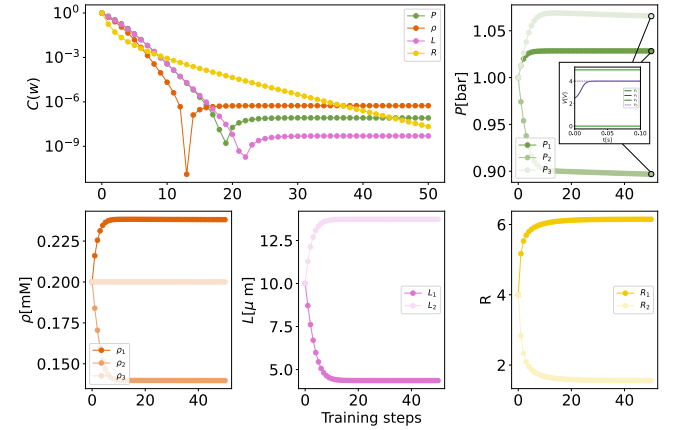 10⁰
10⁻³
10⁻⁶
10⁻⁹
C(w)
0 10 20 30 40 50
P
ρ
L
R
1.05
1.00
0.95
0.90
P[bar]
0 20 40
P₁
P₂
P₃
V(V)
4
2
0
0.00 0.05 0.10
t[s]
0.225
0.200
0.175
0.150
ρ[mM]
0 20 40
ρ₁
ρ₂
ρ₃
12.5
10.0
7.5
5.0
L[μ m]
0 20 40
L₁
L₂
Training steps
6
4
2
R
0 20 40
R₁
R₂